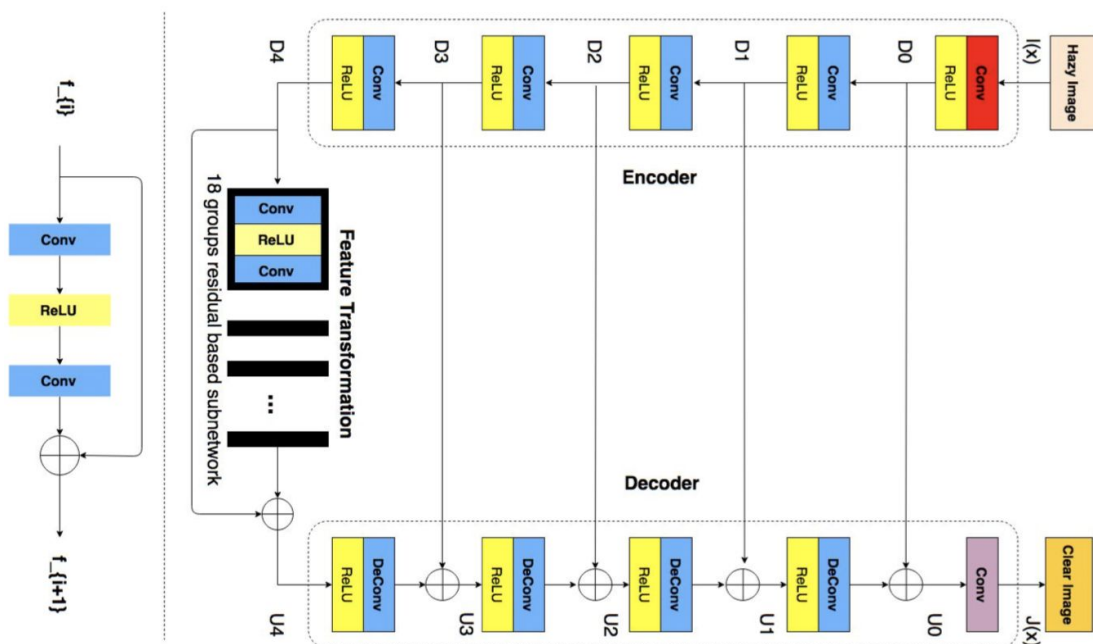 f_{i}
Conv
ReLU
Conv
f_{i+1}
D4
D3
D2
D1
D0
I(x)
Conv
ReLU
Conv
ReLU
Conv
ReLU
Conv
ReLU
Conv
ReLU
Hazy Image
Encoder
Conv
ReLU
Conv
...
Feature Transformation
18 groups residual based subnetwork
Decoder
ReLU
DeConv
ReLU
DeConv
ReLU
DeConv
ReLU
DeConv
Conv
Clear Image
U4
U3
U2
U1
U0
J(x)